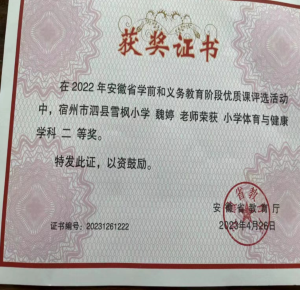 获奖证书
在2022年安徽省学前和义务教育阶段优质课评选活动
中，宿州市泗县雪枫小学 魏婷 老师荣获 小学体育与健康
学科 二 等奖。
特发此证，以资鼓励。
安徽省教育厅
证书编号：20231261222
2023年4月26日